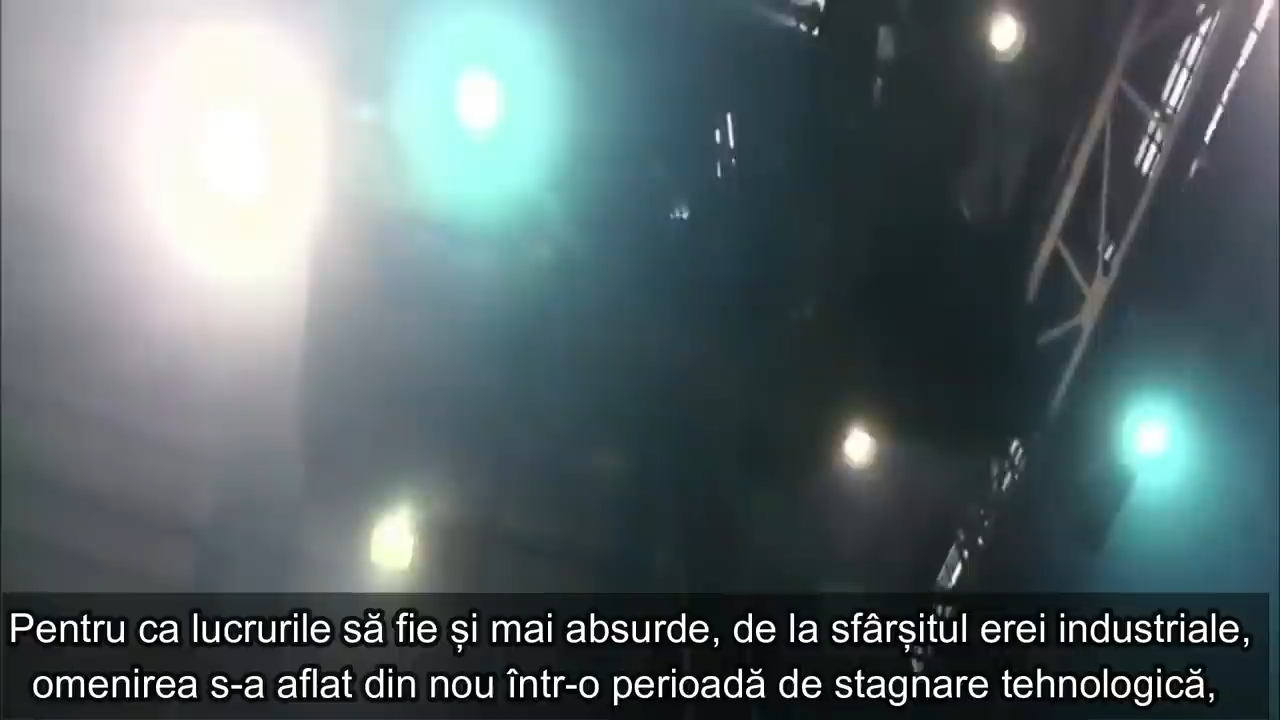 Pentru ca lucrurile să fie și mai absurde, de la sfârșitul erei industriale,
omenirea s-a aflat din nou într-o perioadă de stagnare tehnologică,